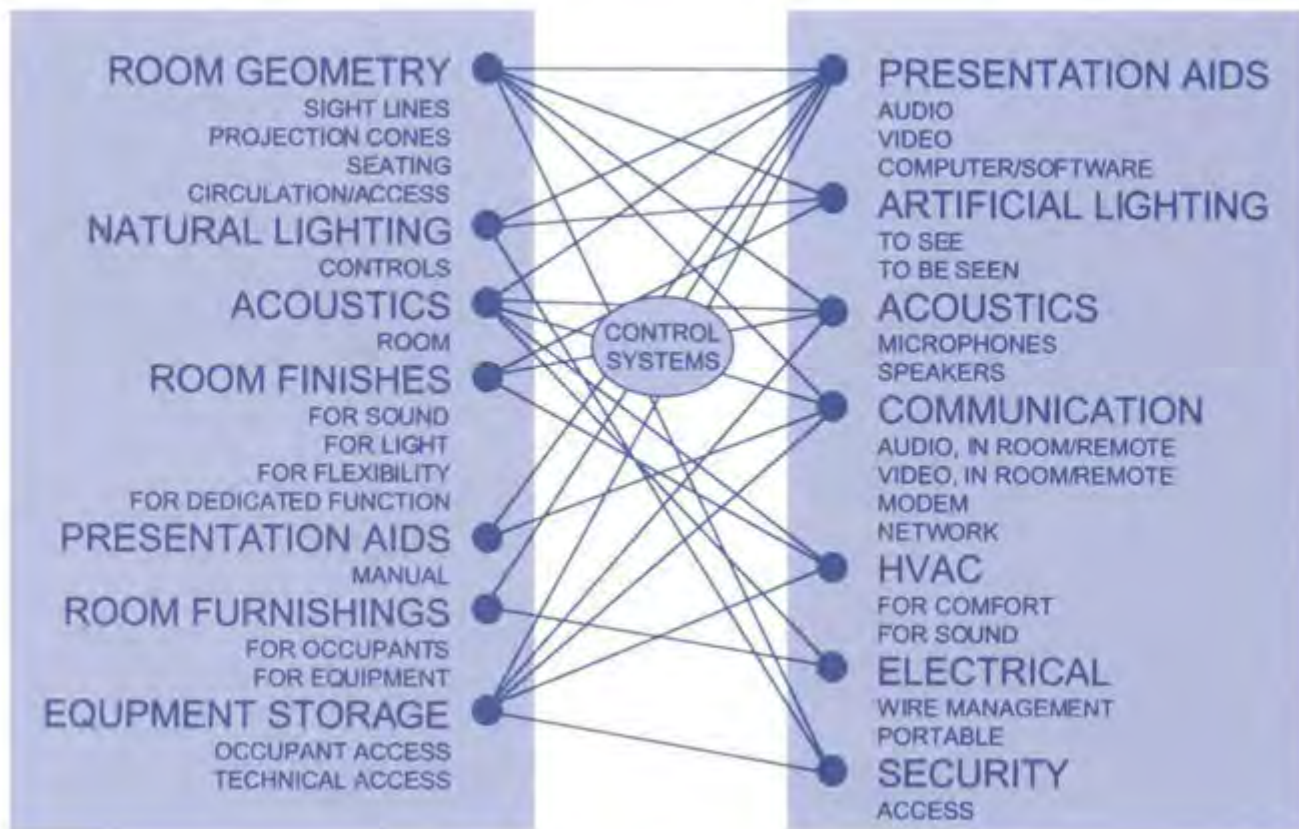 ROOM GEOMETRY
SIGHT LINES
PROJECTION CONES
SEATING
CIRCULATION/ACCESS
NATURAL LIGHTING
CONTROLS
ACOUSTICS
ROOM
ROOM FINISHES
FOR SOUND
FOR LIGHT
FOR FLEXIBILITY
FOR DEDICATED FUNCTION
PRESENTATION AIDS
MANUAL
ROOM FURNISHINGS
FOR OCCUPANTS
FOR EQUIPMENT
EQUPMENT STORAGE
OCCUPANT ACCESS
TECHNICAL ACCESS
CONTROL
SYSTEMS
PRESENTATION AIDS
AUDIO
VIDEO
COMPUTER/SOFTWARE
ARTIFICIAL LIGHTING
TO SEE
TO BE SEEN
ACOUSTICS
MICROPHONES
SPEAKERS
COMMUNICATION
AUDIO, IN ROOM/REMOTE
VIDEO, IN ROOM/REMOTE
MODEM
NETWORK
HVAC
FOR COMFORT
FOR SOUND
ELECTRICAL
WIRE MANAGEMENT
PORTABLE
SECURITY
ACCESS